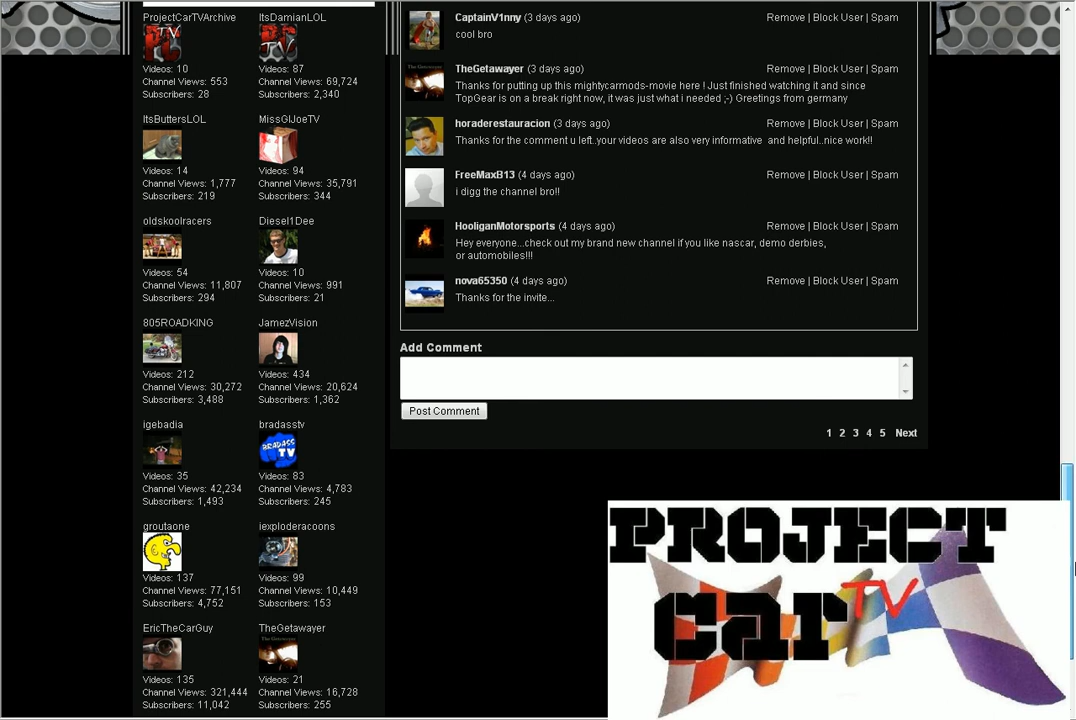 ProjectCarTVArchive
Videos: 10
Channel Views: 553
Subscribers: 28
ItsDamianLOL
Videos: 87
Channel Views: 69,724
Subscribers: 2,340
ItsButtersLOL
Videos: 14
Channel Views: 1,777
Subscribers: 219
MissGIJoeTV
Videos: 94
Channel Views: 35,791
Subscribers: 344
oldskoolracers
Videos: 54
Channel Views: 11,807
Subscribers: 294
Diesel1Dee
Videos: 10
Channel Views: 991
Subscribers: 21
805ROADKING
Videos: 212
Channel Views: 30,272
Subscribers: 3,488
JamezVision
Videos: 434
Channel Views: 20,624
Subscribers: 1,362
igebadia
Videos: 35
Channel Views: 42,234
Subscribers: 1,493
bradasstv
BRADASS
TV
Videos: 83
Channel Views: 4,783
Subscribers: 245
groutaone
Videos: 137
Channel Views: 77,151
Subscribers: 4,752
iexploderacoons
Videos: 99
Channel Views: 10,449
Subscribers: 153
EricTheCarGuy
Videos: 135
Channel Views: 321,444
Subscribers: 11,042
TheGetawayer
Videos: 21
Channel Views: 16,728
Subscribers: 255
CaptainV1nny (3 days ago) Remove | Block User | Spam
cool bro
TheGetawayer (3 days ago) Remove | Block User | Spam
Thanks for putting up this mightycarmods-movie here ! Just finished watching it and since
TopGear is on a break right now, it was just what i needed ;-) Greetings from germany
horaderestauracion (3 days ago) Remove | Block User | Spam
Thanks for the comment u left..your videos are also very informative and helpful..nice work!!
FreeMaxB13 (4 days ago) Remove | Block User | Spam
i digg the channel bro!!
HooliganMotorsports (4 days ago) Remove | Block User | Spam
Hey everyone...check out my brand new channel if you like nascar, demo derbies,
or automobiles!!!
nova65350 (4 days ago) Remove | Block User | Spam
Thanks for the invite...
Add Comment
Post Comment
1 2 3 4 5 Next
PROJECT
Car TV